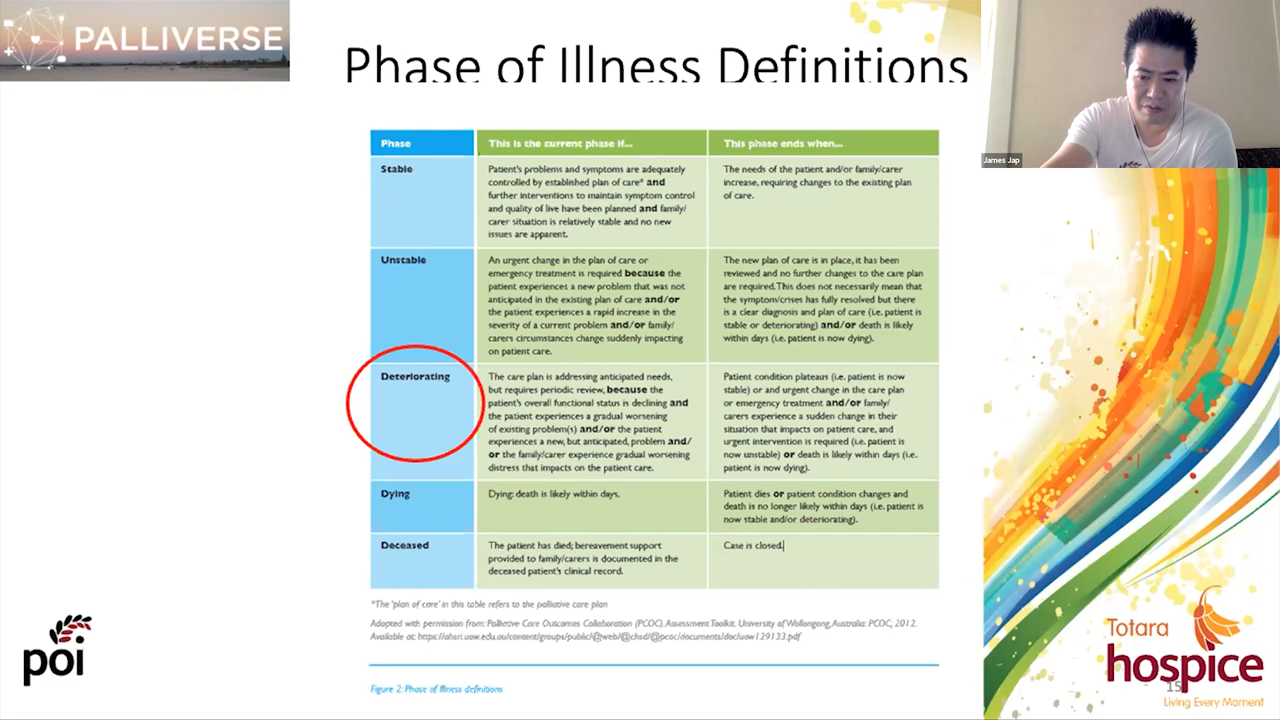 PALLIVERSE
Phase of Illness Definitions
James Jap
Phase
This is the current phase if...
This phase ends when...
Stable
Patient's problems and symptoms are adequately
controlled by established plan of care* and
further interventions to maintain symptom control
and quality of live have been planned and family/
carer situation is relatively stable and no new
issues are apparent.
The needs of the patient and/or family/carer
increase, requiring changes to the existing plan
of care.
Unstable
An urgent change in the plan of care or
emergency treatment is required because the
patient experiences a new problem that was not
anticipated in the existing plan of care and/or
the patient experiences a rapid increase in the
severity of a current problem and/or family/
carers circumstances change suddenly impacting
on patient care.
The new plan of care is in place, it has been
reviewed and no further changes to the care plan
are required. This does not necessarily mean that
the symptom/crises has fully resolved but there
is a clear diagnosis and plan of care (i.e. patient is
stable or deteriorating) and/or death is likely
within days (i.e. patient is now dying).
Deteriorating
The care plan is addressing anticipated needs,
but requires periodic review, because the
patient's overall functional status is declining and
the patient experiences a gradual worsening
of existing problem(s) and/or the patient
experiences a new, but anticipated, problem and/
or the family/carer experience gradual worsening
distress that impacts on the patient care.
Patient condition plateaus (i.e. patient is now
stable) or and urgent change in the care plan
or emergency treatment and/or family/
carers experience a sudden change in their
situation that impacts on patient care, and
urgent intervention is required (i.e. patient is
now unstable) or death is likely within days (i.e.
patient is now dying).
Dying
Dying: death is likely within days.
Patient dies or patient condition changes and
death is no longer likely within days (i.e. patient is
now stable and/or deteriorating).
Deceased
The patient has died; bereavement support
provided to family/carers is documented in the
deceased patient's clinical record.
Case is closed.
*The 'plan of care' in this table refers to the palliative care plan
Adapted with permission from: Palliative Care Outcomes Collaboration (PCOC). Assessment Toolkit. University of Wollongong, Australia: PCOC, 2012.
Available at: https://ahsri.uow.edu.au/content/groups/public/@web/@chsd/@pcoc/documents/doc/uow129133.pdf
Figure 2: Phase of Illness definitions
poi
Totara
hospice
15
Living Every Moment